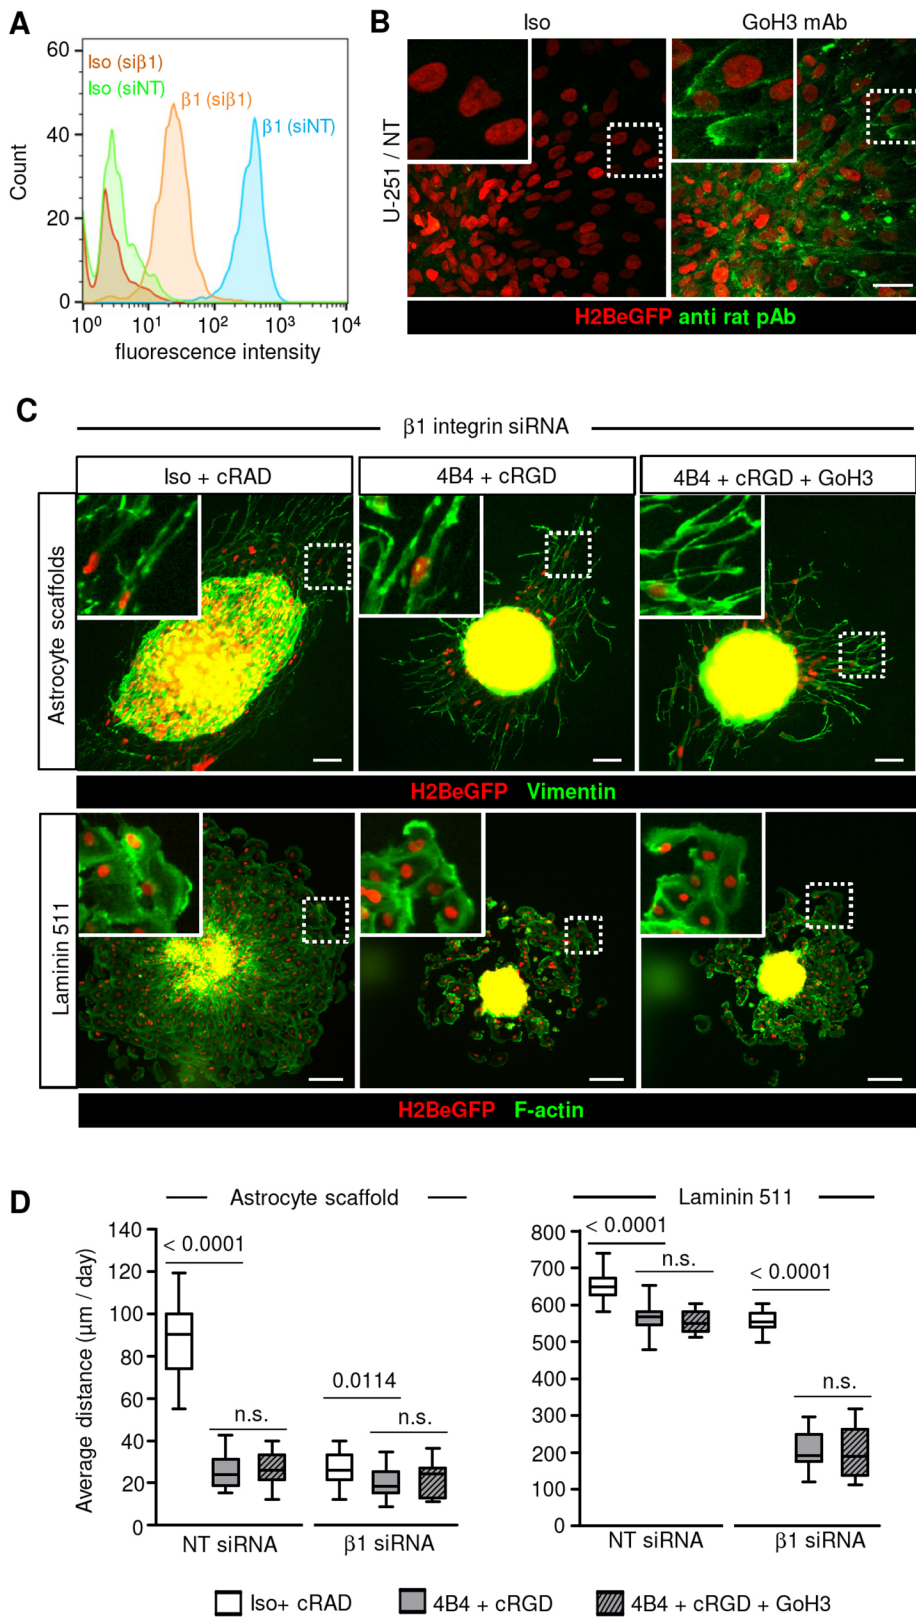 A
60
40
20
0
Count
Iso (siβ1)
Iso (siNT)
β1 (siβ1)
β1 (siNT)
10⁰ 10¹ 10² 10³ 10⁴
fluorescence intensity
B
Iso GoH3 mAb
U-251 / NT
H2BeGFP anti rat pAb
C
β1 integrin siRNA
Iso + cRAD 4B4 + cRGD 4B4 + cRGD + GoH3
Astrocyte scaffolds
H2BeGFP Vimentin
Laminin 511
H2BeGFP F-actin
D
Astrocyte scaffold
Average distance (µm / day)
140
120
100
80
60
40
20
0
< 0.0001
n.s.
0.0114
n.s.
NT siRNA β1 siRNA
Laminin 511
800
700
600
500
400
300
200
100
0
< 0.0001
n.s.
< 0.0001
n.s.
NT siRNA β1 siRNA
Iso+ cRAD 4B4 + cRGD 4B4 + cRGD + GoH3